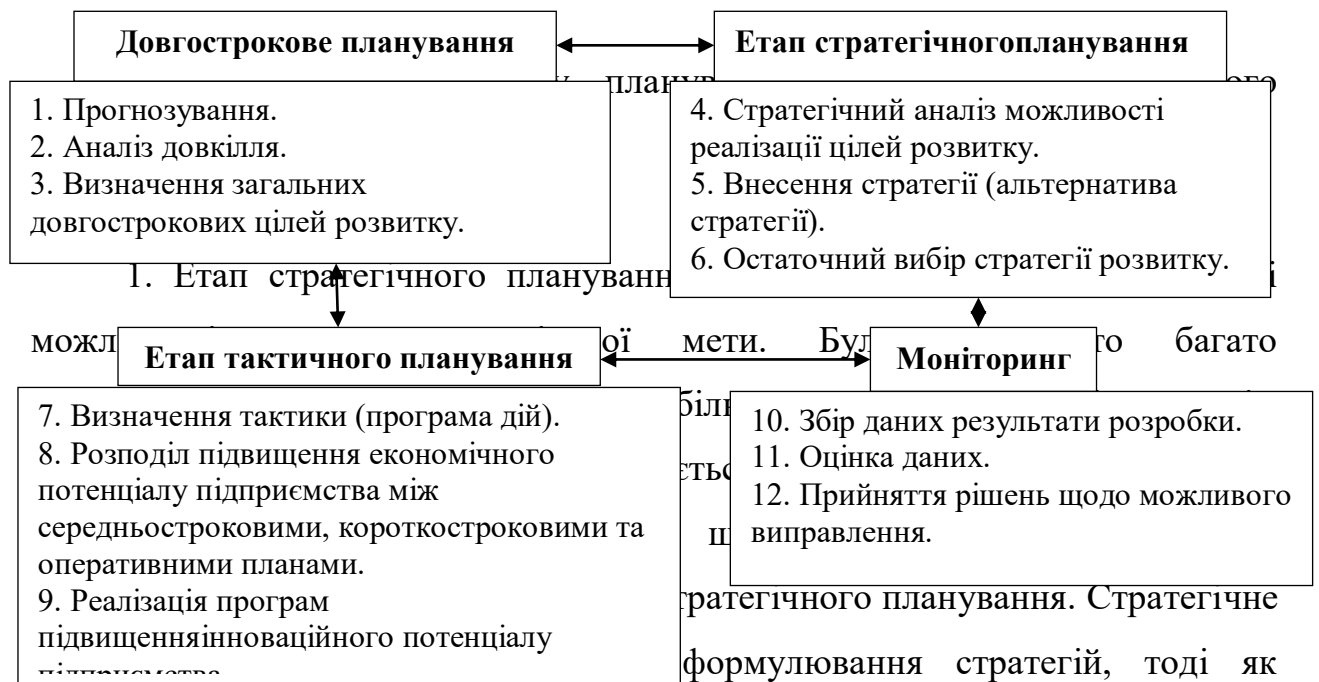 Довгострокове планування
1. Прогнозування.
2. Аналіз довкілля.
3. Визначення загальних
довгострокових цілей розвитку.
Етап стратегічногопланування
4. Стратегічний аналіз можливості
реалізації цілей розвитку.
5. Внесення стратегії (альтернатива
стратегії).
6. Остаточний вибір стратегії розвитку.
1. Етап стратегічного і
мети. багато
Етап тактичного планування
7. Визначення тактики (програма дій).
8. Розподіл підвищення економічного
потенціалу підприємства між
середньостроковими, короткостроковими та
оперативними планами.
9. Реалізація програм
підвищенняінноваційного потенціалу
Моніторинг
10. Збір даних результати розробки.
11. Оцінка даних.
12. Прийняття рішень щодо можливого
виправлення.
планування. Стратегічне
формулювання стратегій, тоді як